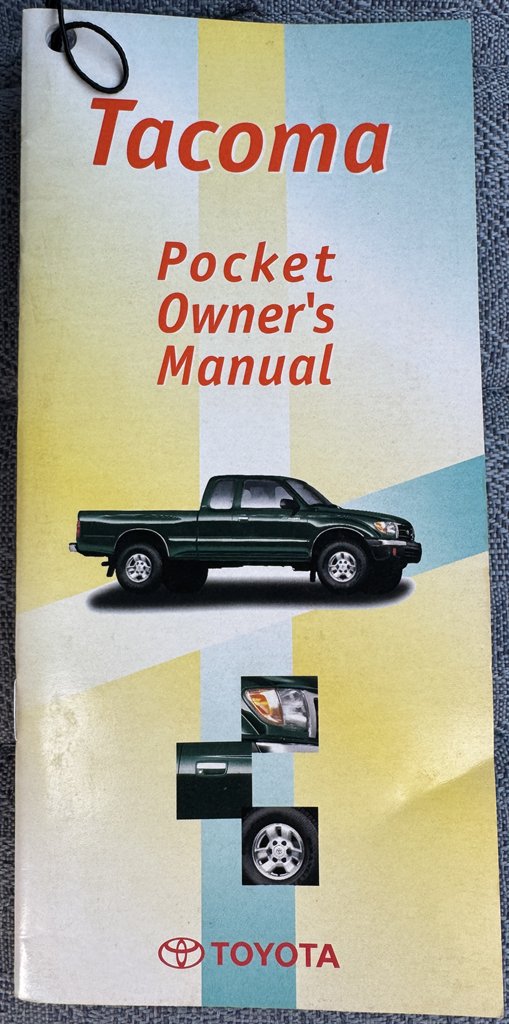 Tacoma
Pocket
Owner's
Manual
TOYOTA